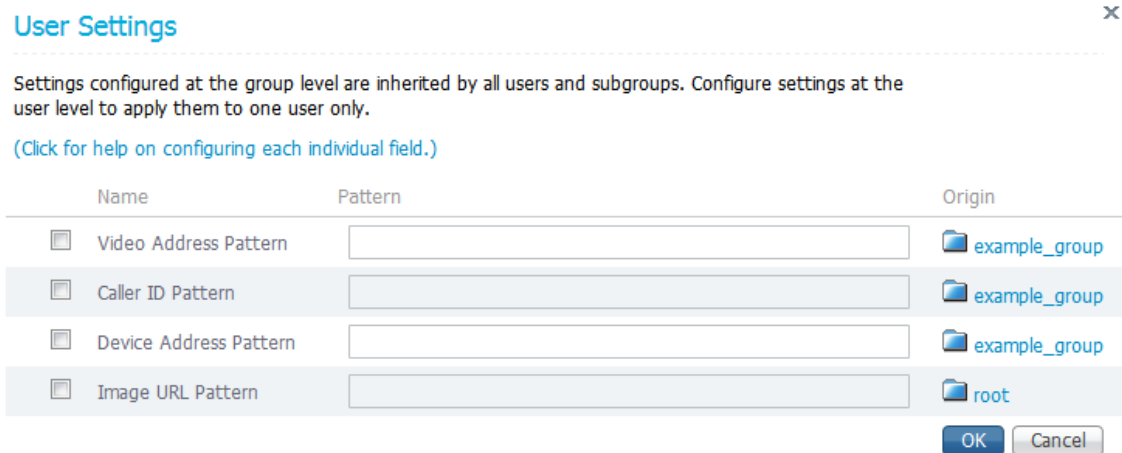 User Settings
Settings configured at the group level are inherited by all users and subgroups. Configure settings at the
user level to apply them to one user only.
(Click for help on configuring each individual field.)
Name Pattern Origin
Video Address Pattern example_group
Caller ID Pattern example_group
Device Address Pattern example_group
Image URL Pattern root
OK Cancel